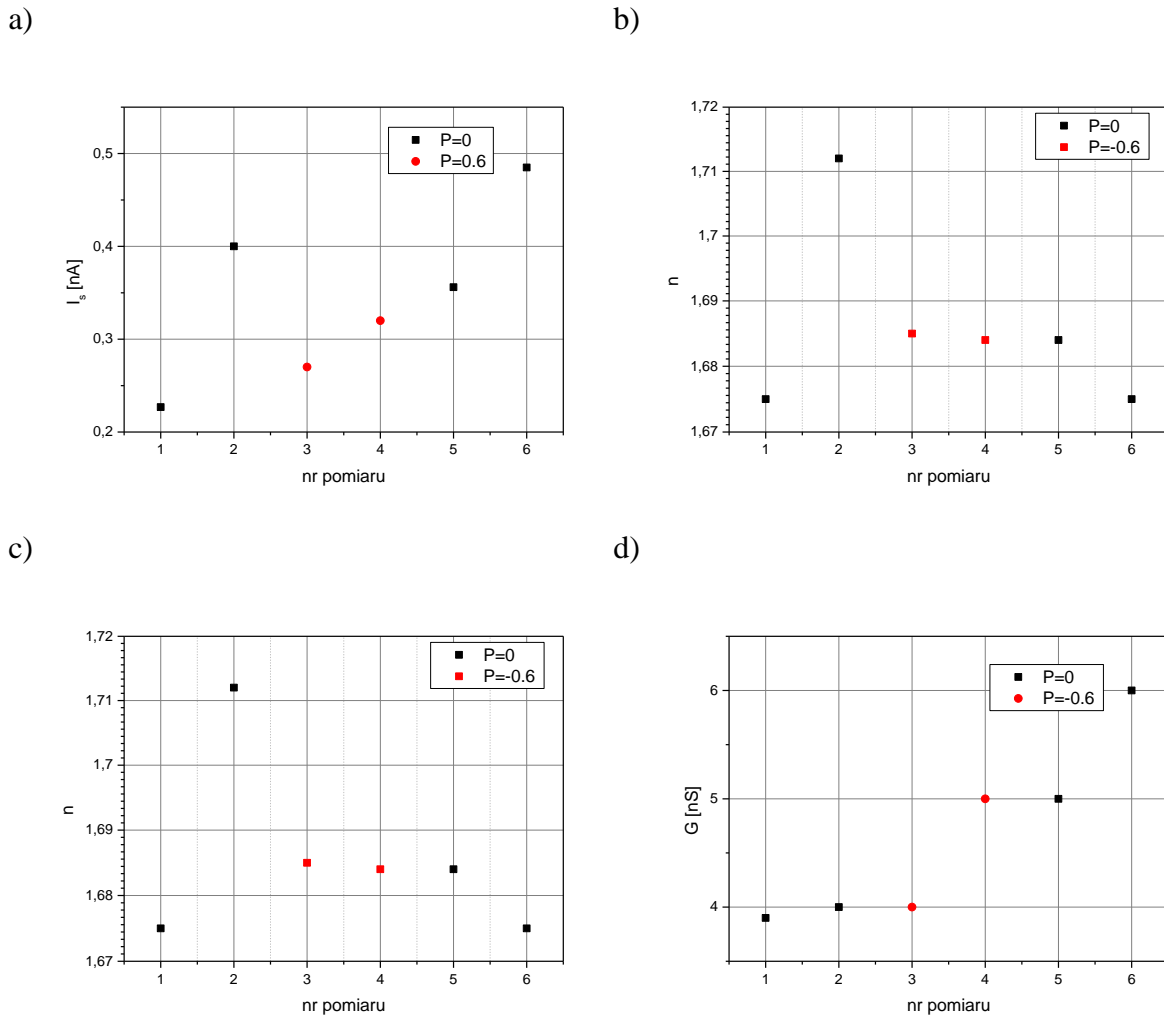 a)
0,5
0,4
0,3
0,2
I_s [nA]
P=0
P=0.6
1 2 3 4 5 6
nr pomiaru
b)
1,72
1,71
1,7
1,69
1,68
1,67
n
P=0
P=-0.6
1 2 3 4 5 6
nr pomiaru
c)
1,72
1,71
1,7
1,69
1,68
1,67
n
P=0
P=-0.6
1 2 3 4 5 6
nr pomiaru
d)
6
5
4
G [nS]
P=0
P=-0.6
1 2 3 4 5 6
nr pomiaru